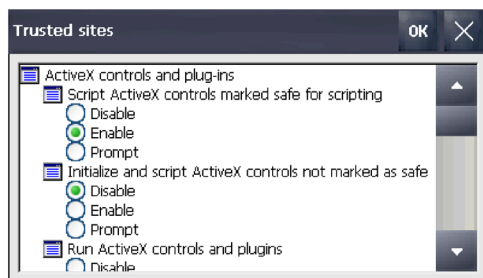 Trusted sites OK
ActiveX controls and plug-ins
Script ActiveX controls marked safe for scripting
Disable
Enable
Prompt
Initialize and script ActiveX controls not marked as safe
Disable
Enable
Prompt
Run ActiveX controls and plugins
Disable